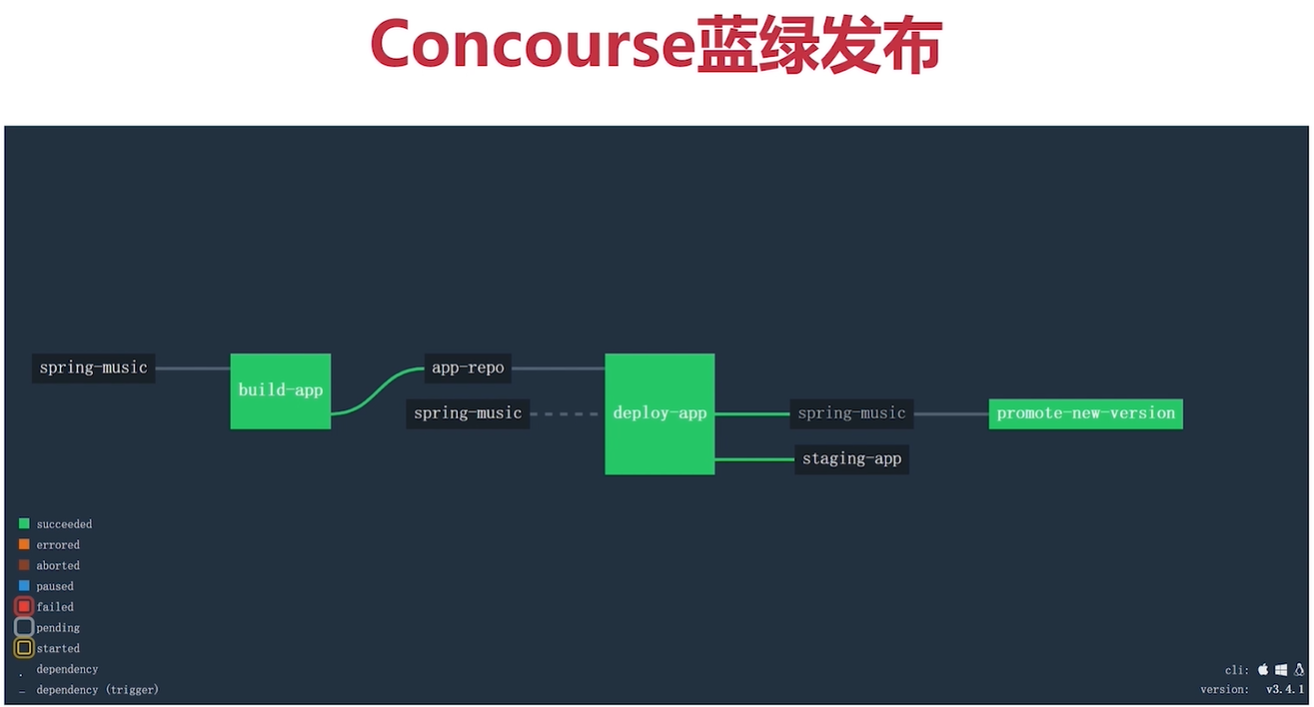 Concourse蓝绿发布
spring-music
build-app
app-repo
spring-music
deploy-app
spring-music
staging-app
promote-new-version
succeeded
errored
aborted
paused
failed
pending
started
dependency
dependency (trigger)
cli:
version: v3.4.1